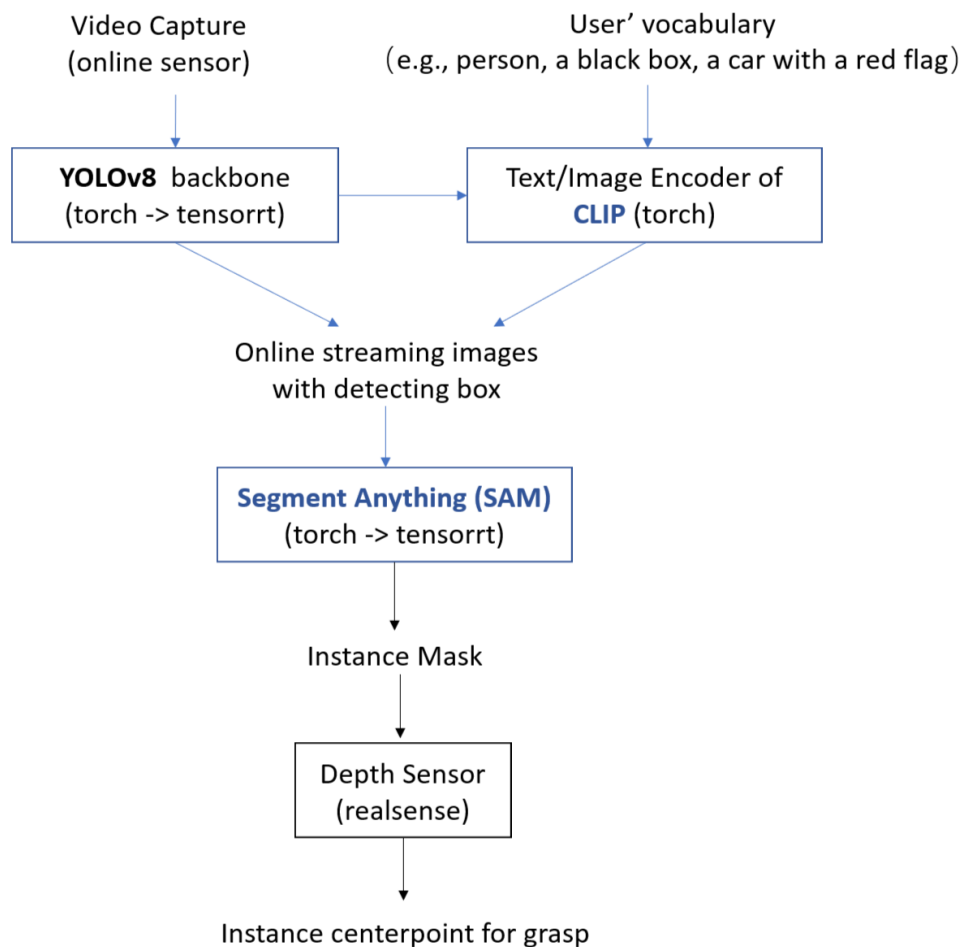 Video Capture
(online sensor)
User' vocabulary
（e.g., person, a black box, a car with a red flag）
YOLOv8 backbone
(torch -> tensorrt)
Text/Image Encoder of
CLIP (torch)
Online streaming images
with detecting box
Segment Anything (SAM)
(torch -> tensorrt)
Instance Mask
Depth Sensor
(realsense)
Instance centerpoint for grasp